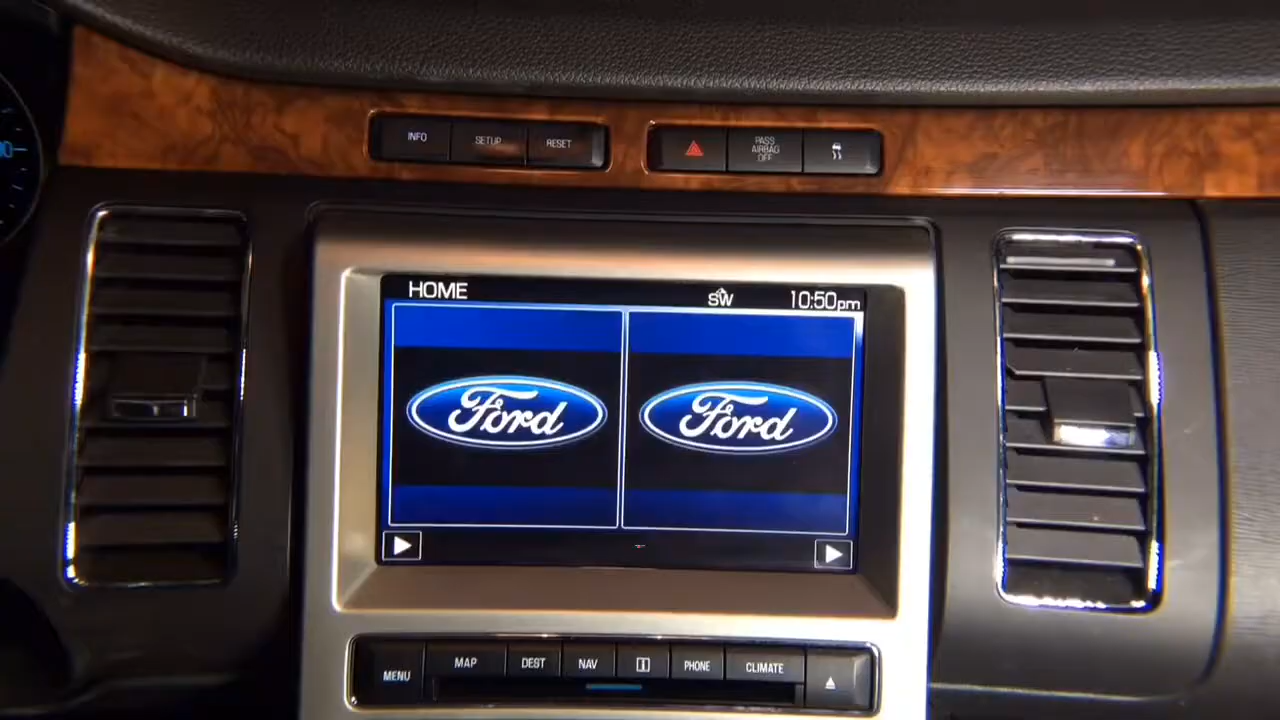 INFO SETUP RESET
PASS
AIRBAG
OFF
HOME SW 10:50pm
Ford Ford
MENU MAP DEST NAV PHONE CLIMATE